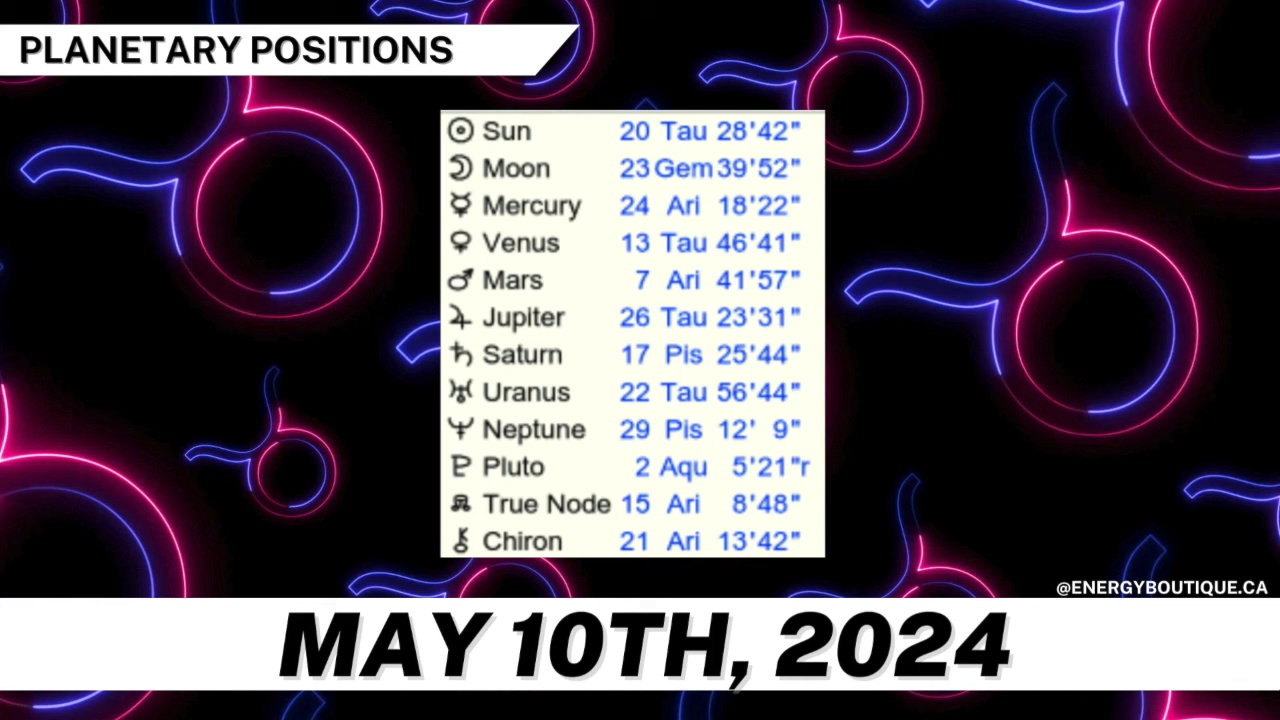 PLANETARY POSITIONS
Sun 20 Tau 28'42"
Moon 23 Gem 39'52"
Mercury 24 Ari 18'22"
Venus 13 Tau 46'41"
Mars 7 Ari 41'57"
Jupiter 26 Tau 23'31"
Saturn 17 Pis 25'44"
Uranus 22 Tau 56'44"
Neptune 29 Pis 12' 9"
Pluto 2 Aqu 5'21"r
True Node 15 Ari 8'48"
Chiron 21 Ari 13'42"
@ENERGYBOUTIQUE.CA
MAY 10TH, 2024